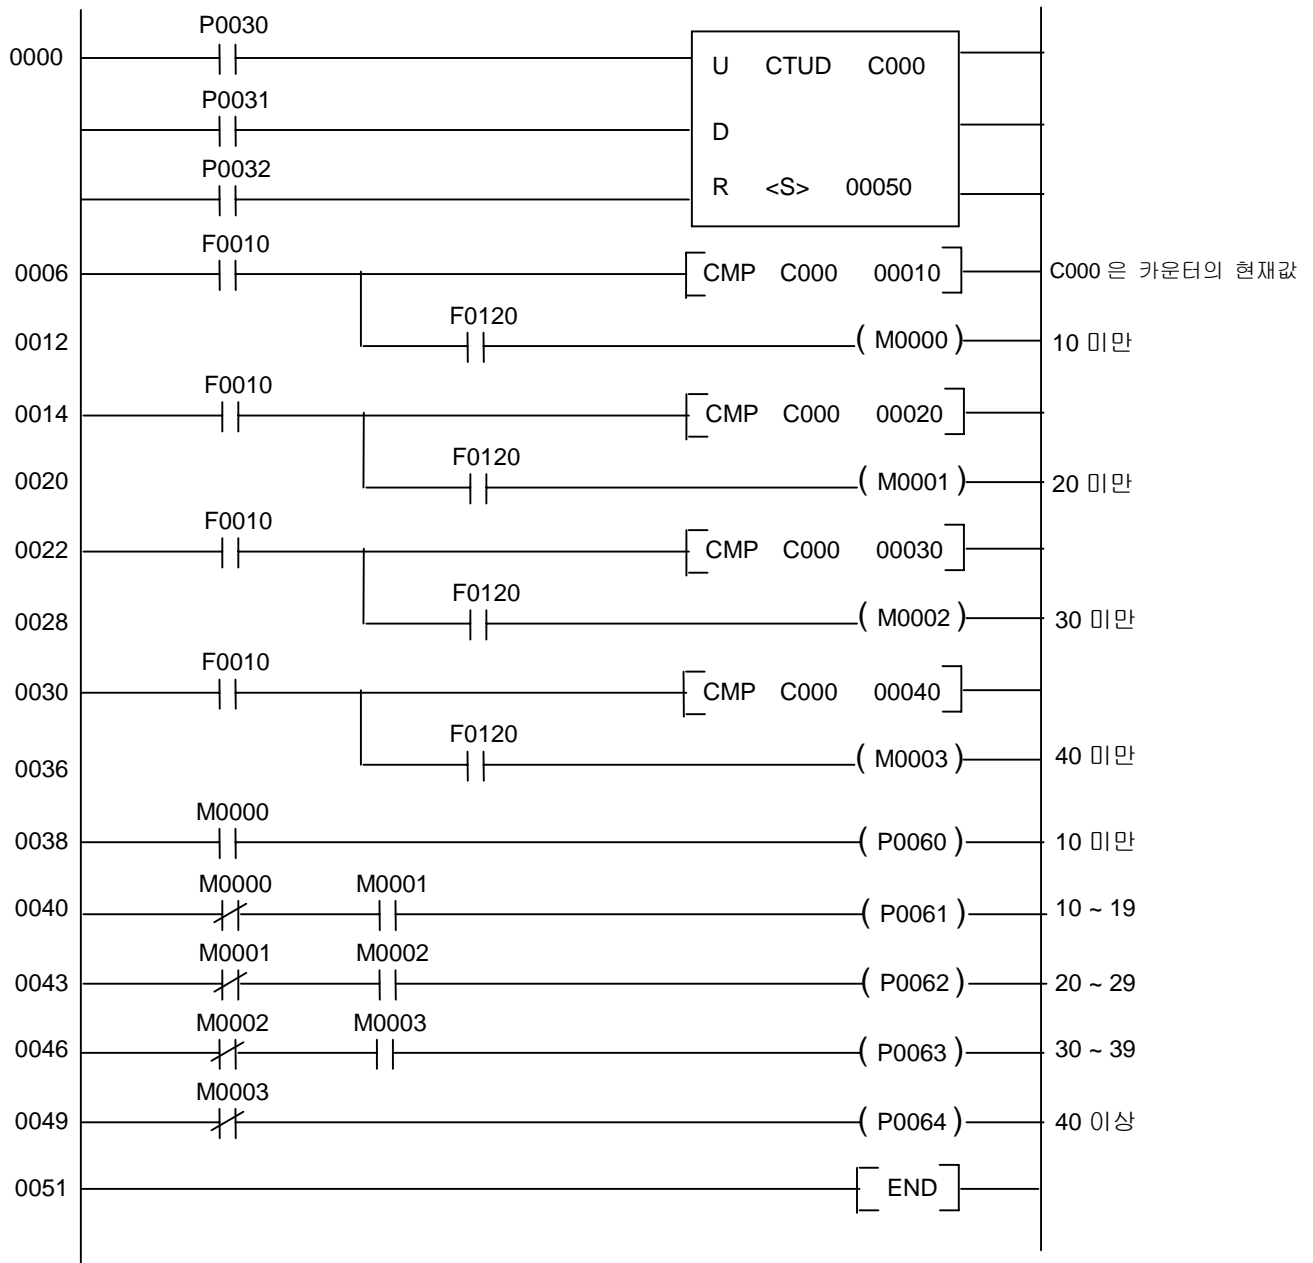 P0030
0000 U CTUD C000
P0031
D
P0032
R <S> 00050
F0010
0006 CMP C000 00010 C000 은 카운터의 현재값
F0120
0012 ( M0000 ) 10 미만
F0010
0014 CMP C000 00020
F0120
0020 ( M0001 ) 20 미만
F0010
0022 CMP C000 00030
F0120
0028 ( M0002 ) 30 미만
F0010
0030 CMP C000 00040
F0120
0036 ( M0003 ) 40 미만
M0000
0038 ( P0060 ) 10 미만
M0000 M0001
0040 ( P0061 ) 10 ~ 19
M0001 M0002
0043 ( P0062 ) 20 ~ 29
M0002 M0003
0046 ( P0063 ) 30 ~ 39
M0003
0049 ( P0064 ) 40 이상
0051 END